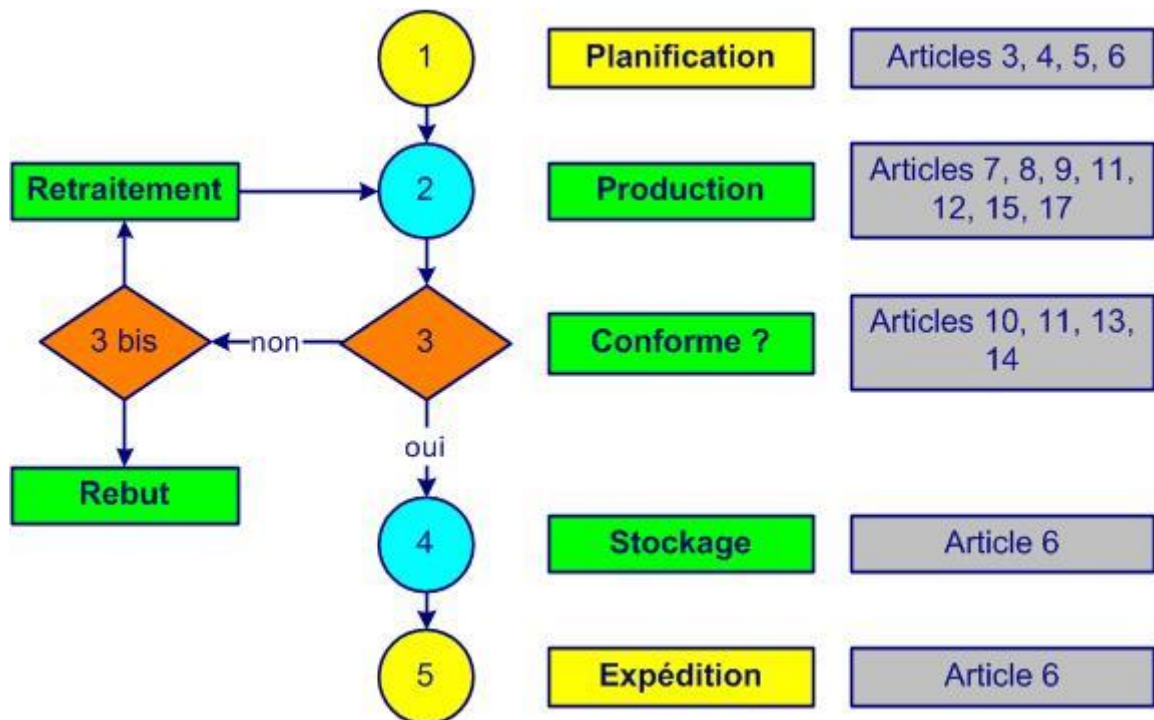 1
Planification
Articles 3, 4, 5, 6
Retraitement
2
Production
Articles 7, 8, 9, 11,
12, 15, 17
3 bis
non
3
Conforme ?
Articles 10, 11, 13,
14
oui
Rebut
4
Stockage
Article 6
5
Expédition
Article 6